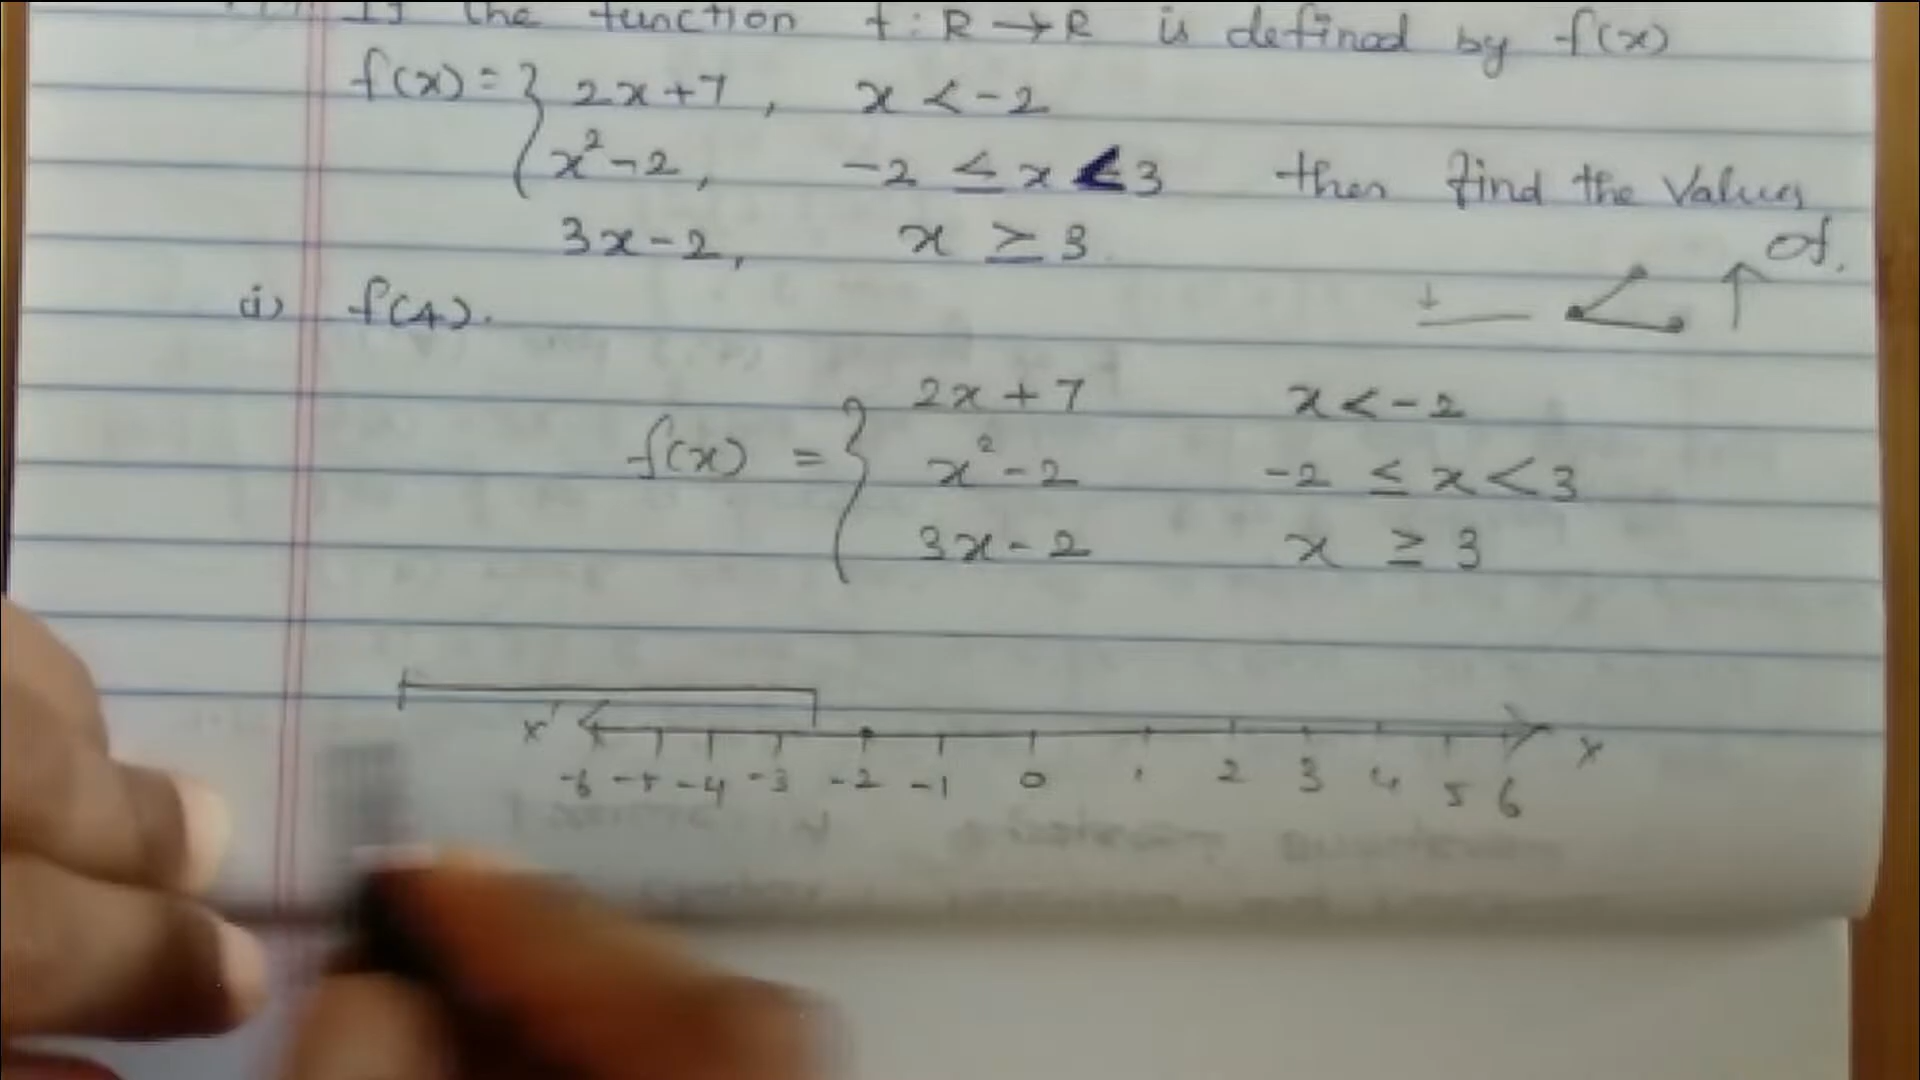 If the function f : R → R is defined by f(x)
f(x) = { 2x+7, x < -2
x² - 2, -2 ≤ x < 3 then find the values of.
3x - 2, x ≥ 3
(i) f(4).
2x + 7 x < -2
f(x) = { x² - 2 -2 ≤ x < 3
3x - 2 x ≥ 3
x' x
-6 -5 -4 -3 -2 -1 0 1 2 3 4 5 6